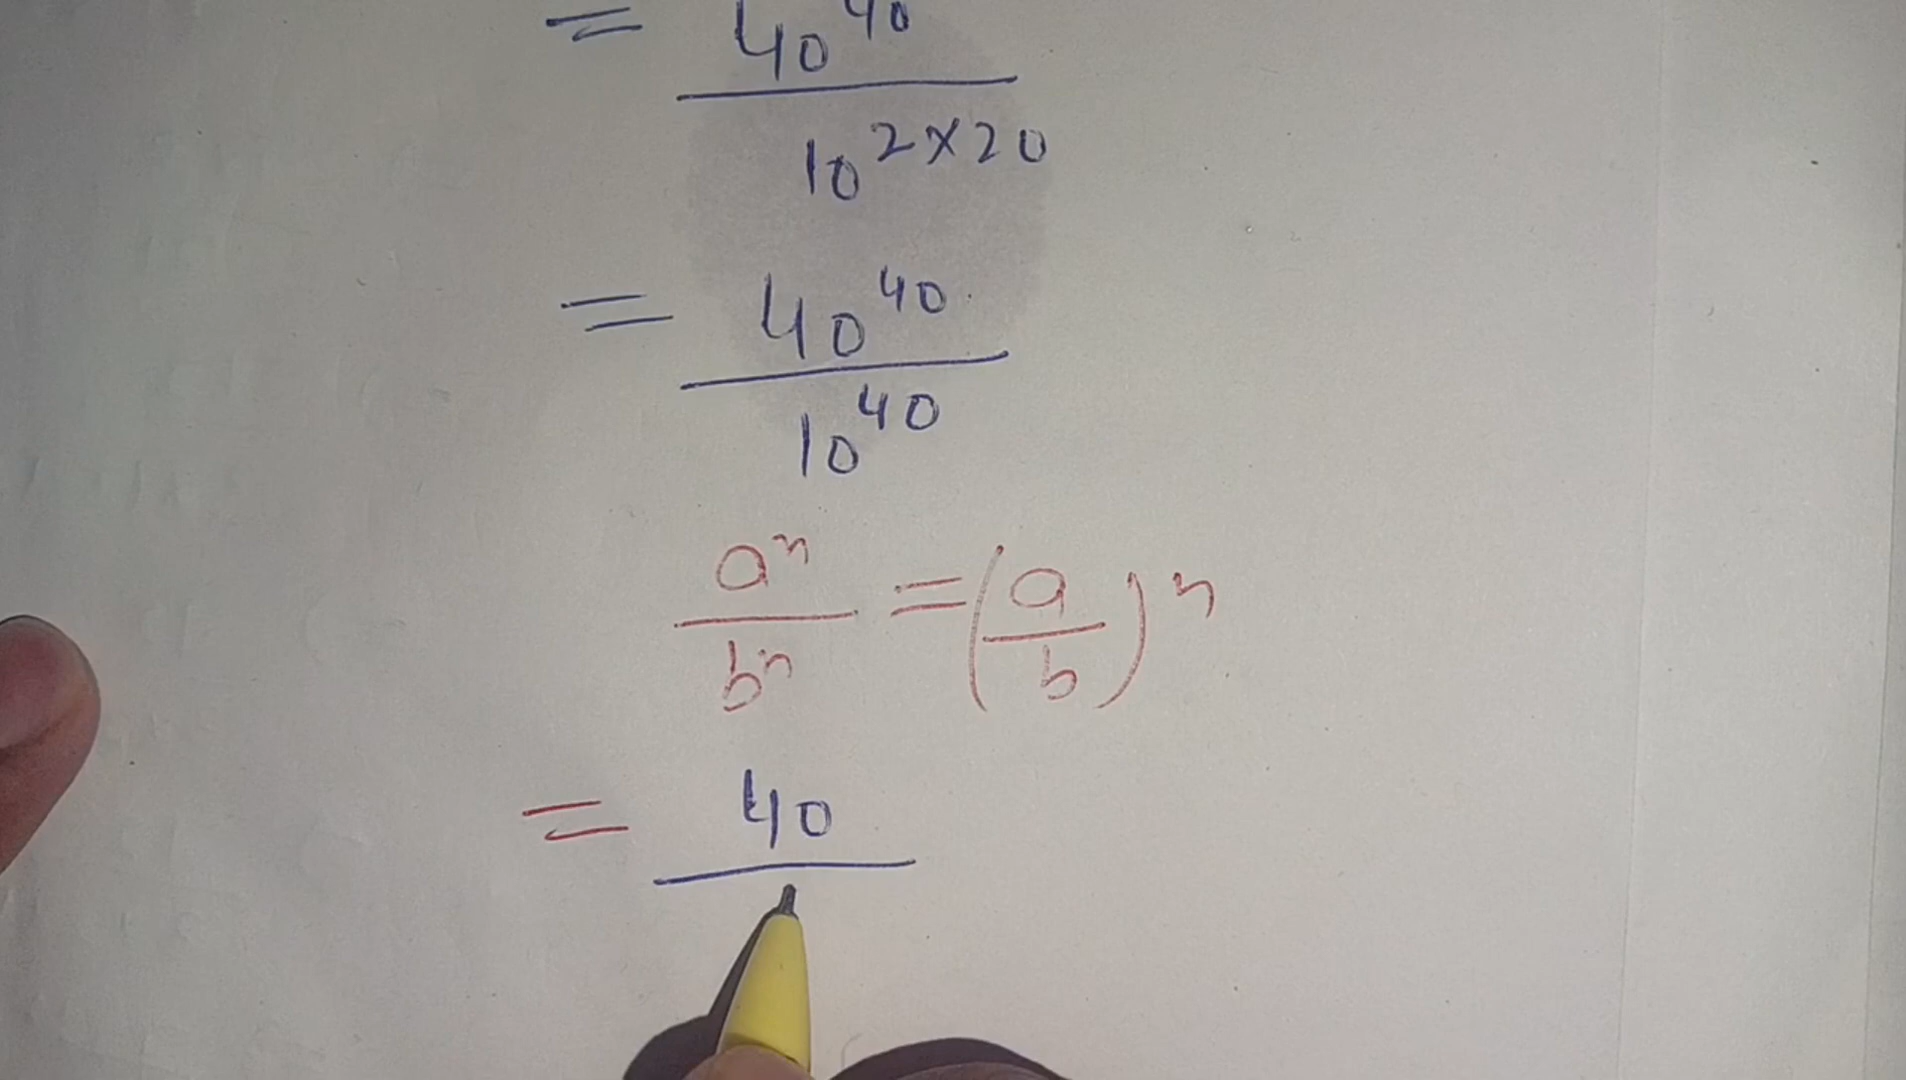 = 40^40 / 10^2×20
= 40^40 / 10^40
a^n / b^n = (a / b)^n
= 40 /